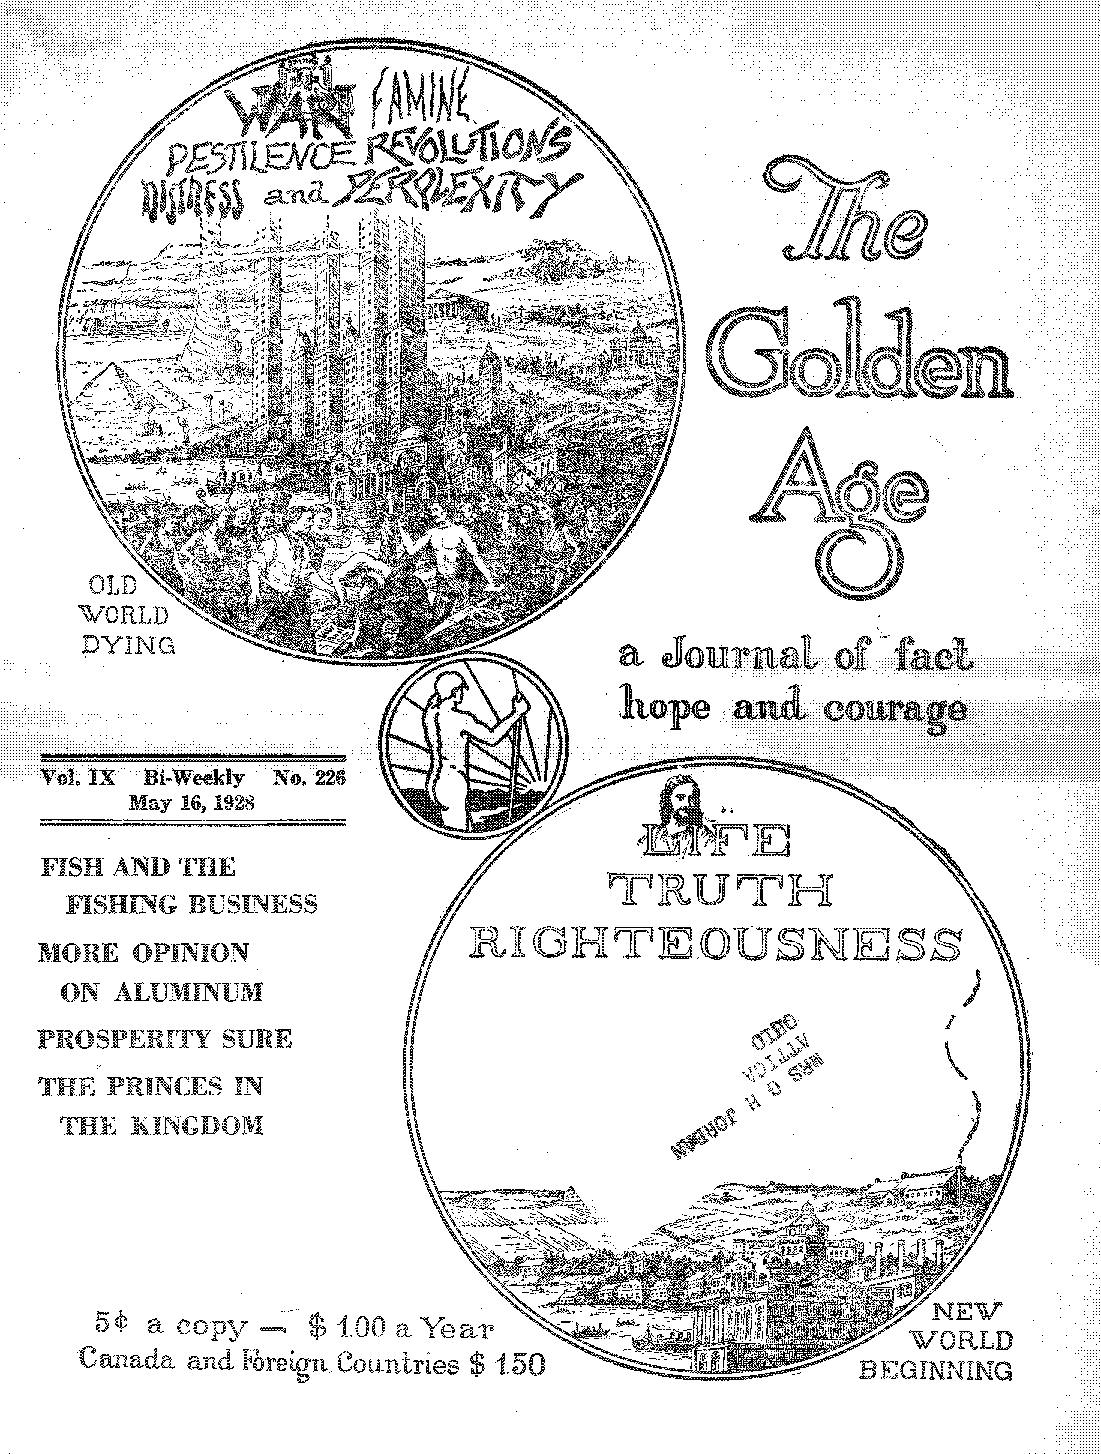 WAR FAMINE
PESTILENCE REVOLUTIONS
DISTRESS and PERPLEXITY
The
Golden
Age
OLD
WORLD
DYING
a Journal of fact
hope and courage
Vol. IX Bi-Weekly No. 226
May 16, 1928
FISH AND THE
FISHING BUSINESS
MORE OPINION
ON ALUMINUM
PROSPERITY SURE
THE PRINCES IN
THE KINGDOM
LIFE
TRUTH
RIGHTEOUSNESS
MRS G H JORDAN
ATTICA
OHIO
5¢ a copy — $ 1.00 a Year
Canada and Foreign Countries $ 1.50
NEW
WORLD
BEGINNING